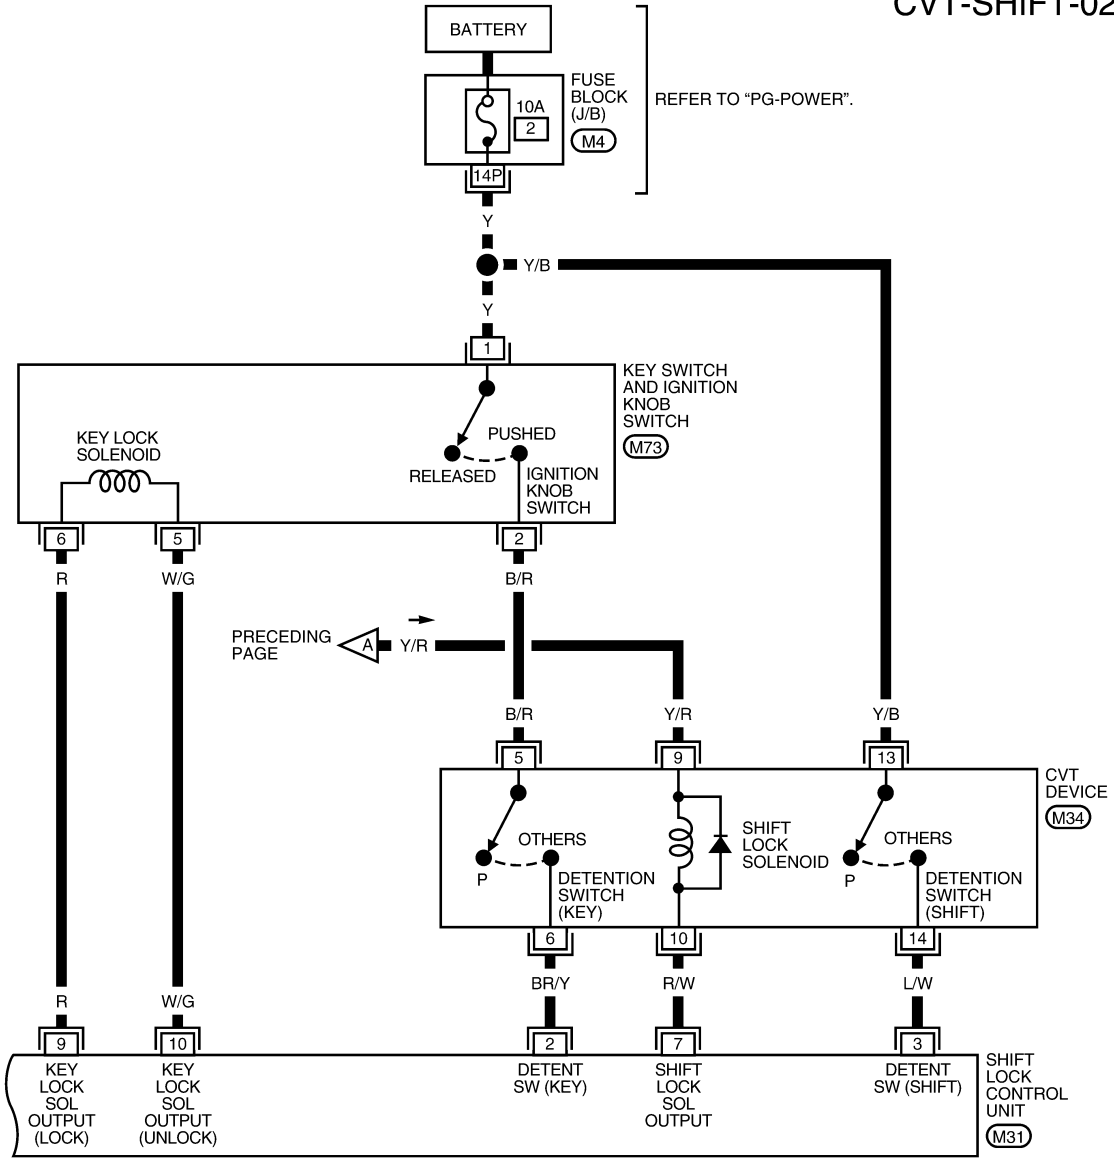 CVT-SHIFT-02
BATTERY
FUSE
BLOCK
(J/B)
M4
10A
2
REFER TO “PG-POWER”.
14P
Y
Y/B
Y
1
KEY SWITCH
AND IGNITION
KNOB
SWITCH
M73
KEY LOCK
SOLENOID
PUSHED
RELEASED
IGNITION
KNOB
SWITCH
6
5
2
R
W/G
B/R
PRECEDING
PAGE
A
Y/R
B/R
Y/R
Y/B
5
9
13
CVT
DEVICE
M34
OTHERS
P
DETENTION
SWITCH
(KEY)
SHIFT
LOCK
SOLENOID
OTHERS
P
DETENTION
SWITCH
(SHIFT)
6
10
14
BR/Y
R/W
L/W
R
W/G
9
10
2
7
3
KEY
LOCK
SOL
OUTPUT
(LOCK)
KEY
LOCK
SOL
OUTPUT
(UNLOCK)
DETENT
SW (KEY)
SHIFT
LOCK
SOL
OUTPUT
DETENT
SW (SHIFT)
SHIFT
LOCK
CONTROL
UNIT
M31